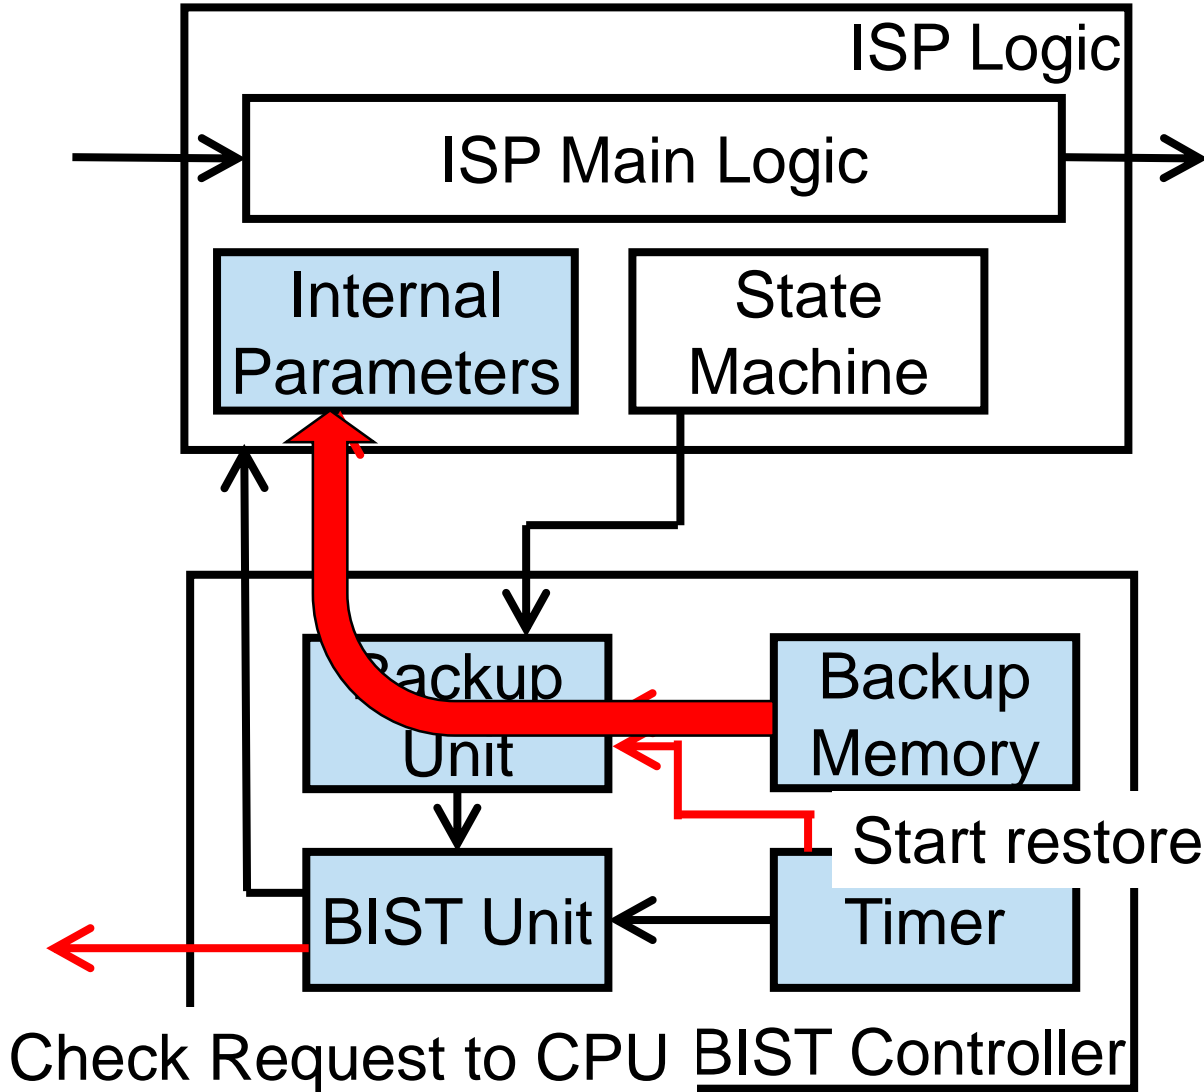 ISP Logic
ISP Main Logic
Internal
Parameters
State
Machine
Backup
Unit
Backup
Memory
Start restore
BIST Unit
Timer
Check Request to CPU
BIST Controller